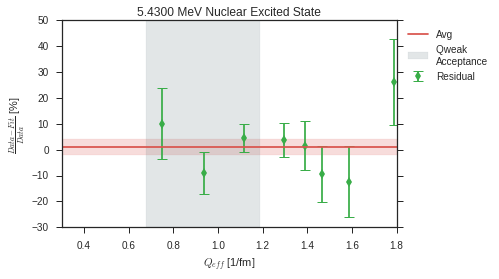 5.4300 MeV Nuclear Excited State
50
40
30
20
10
0
−10
−20
−30
Data−Fit / Data [%]
0.4 0.6 0.8 1.0 1.2 1.4 1.6 1.8
Q_eff [1/fm]
Avg
Qweak
Acceptance
Residual